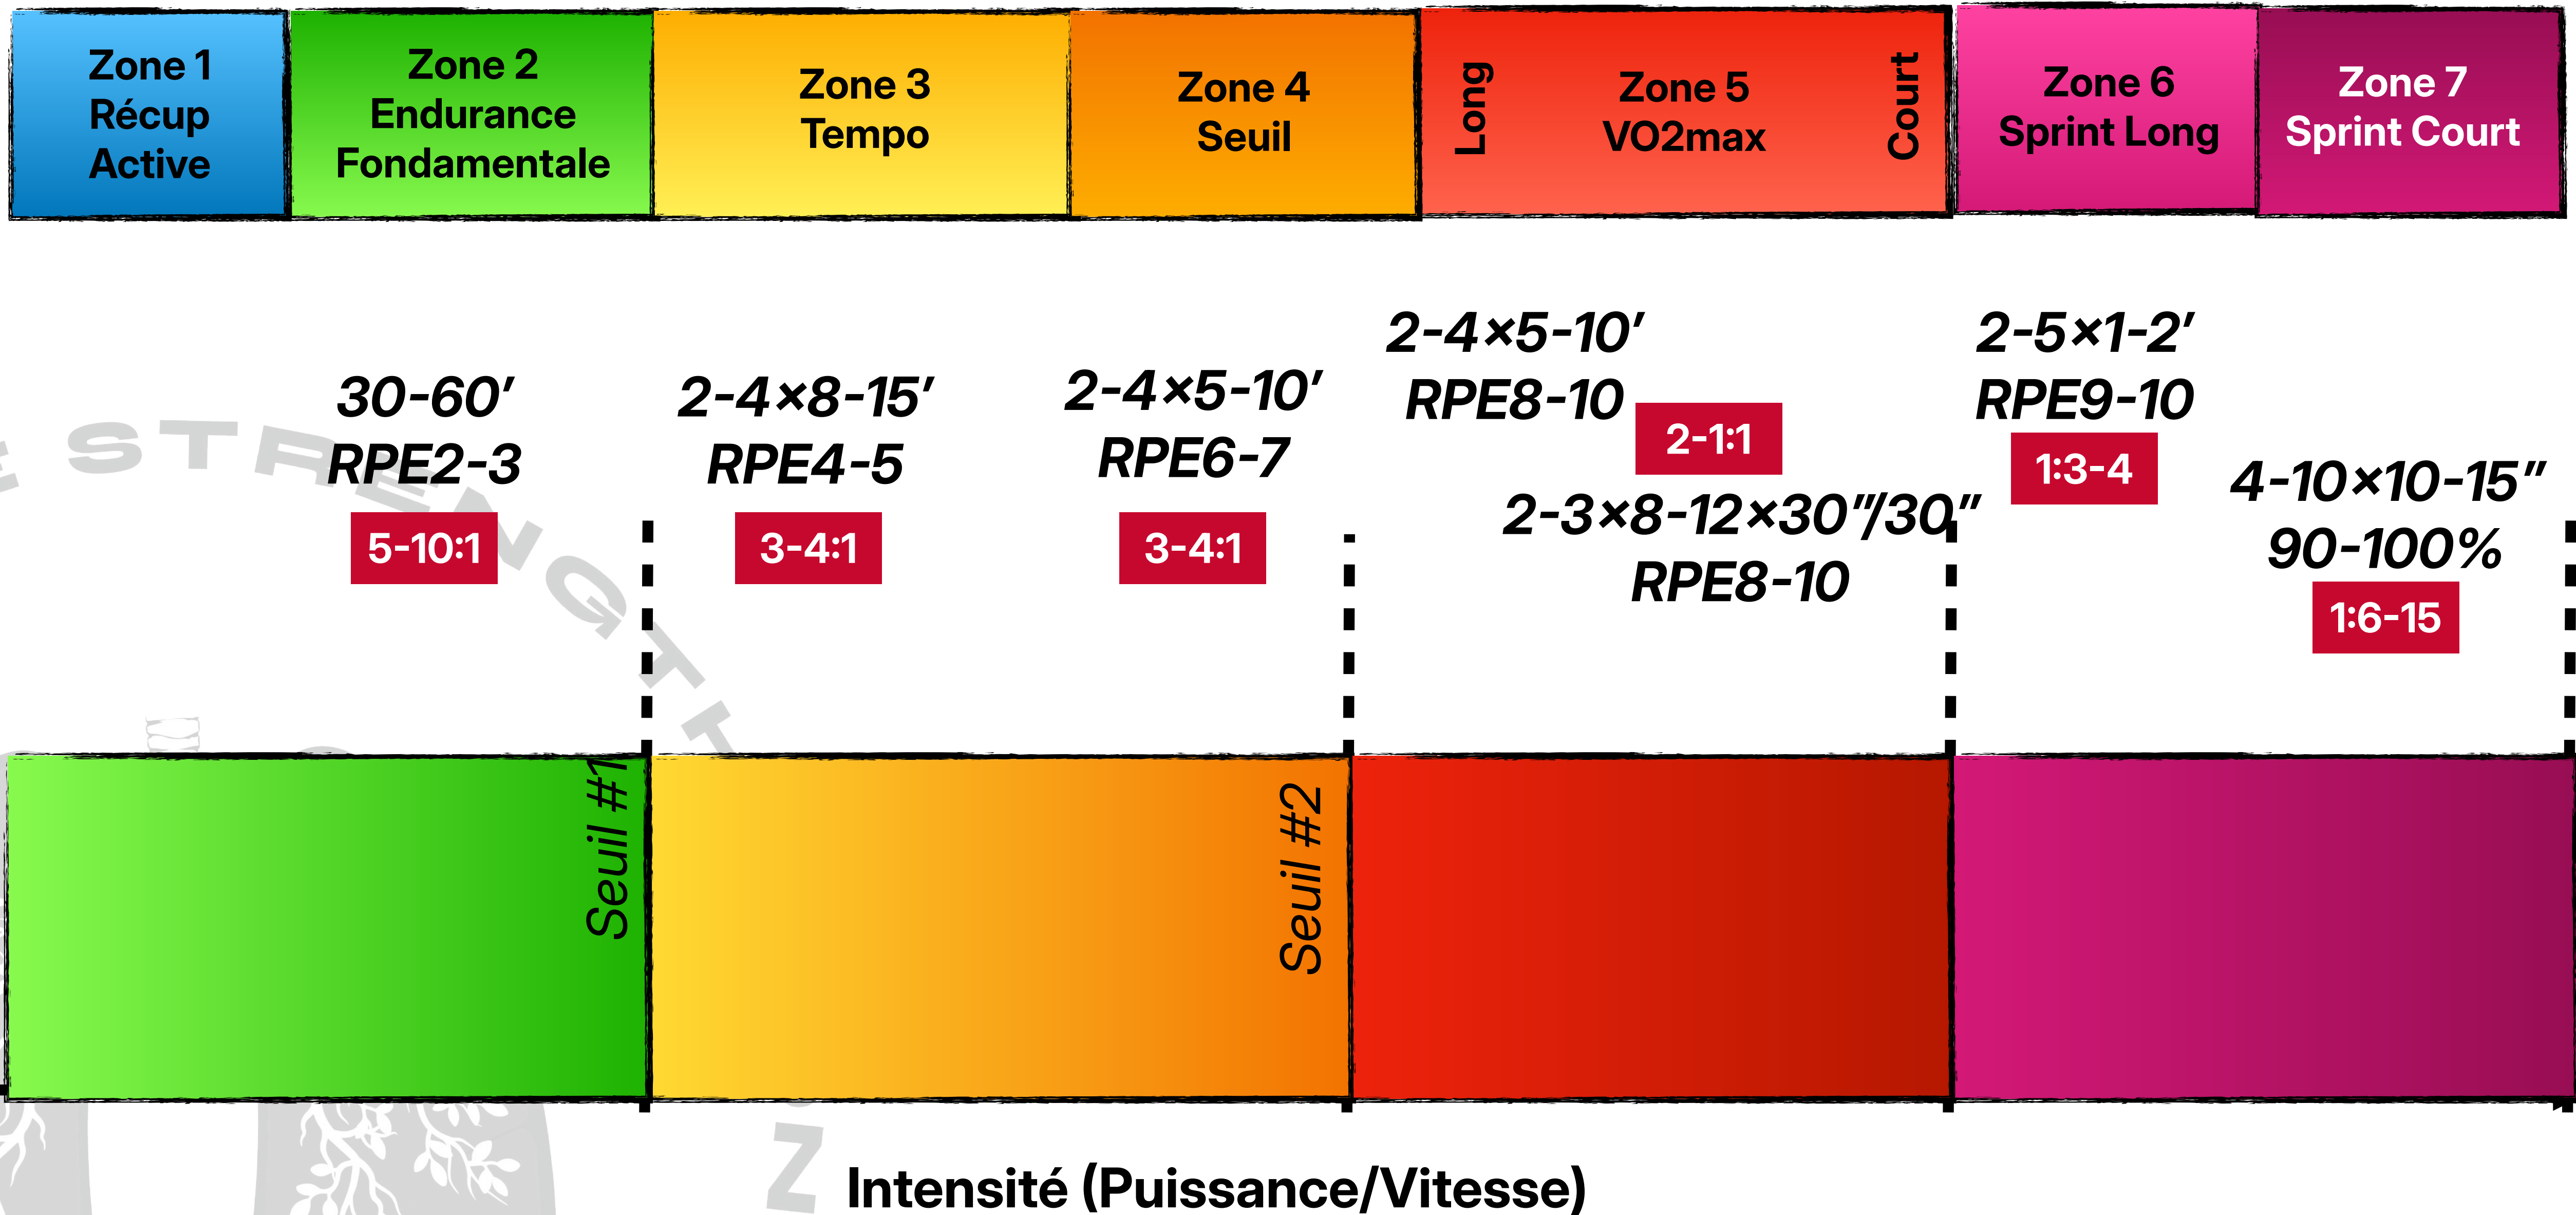 Zone 1
Récup
Active
Zone 2
Endurance
Fondamentale
Zone 3
Tempo
Zone 4
Seuil
Long
Zone 5
VO2max
Court
Zone 6
Sprint Long
Zone 7
Sprint Court
30-60’
RPE2-3
5-10:1
2-4×8-15’
RPE4-5
3-4:1
2-4×5-10’
RPE6-7
3-4:1
2-4×5-10’
RPE8-10
2-1:1
2-3×8-12×30”/30”
RPE8-10
2-5×1-2’
RPE9-10
1:3-4
4-10×10-15”
90-100%
1:6-15
STRENGTH
Seuil #1
Seuil #2
Z
Intensité (Puissance/Vitesse)